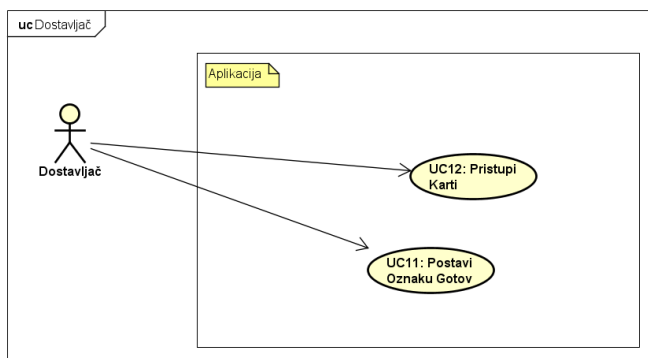 uc Dostavljač
Aplikacija
Dostavljač
UC12: Pristupi
Karti
UC11: Postavi
Oznaku Gotov